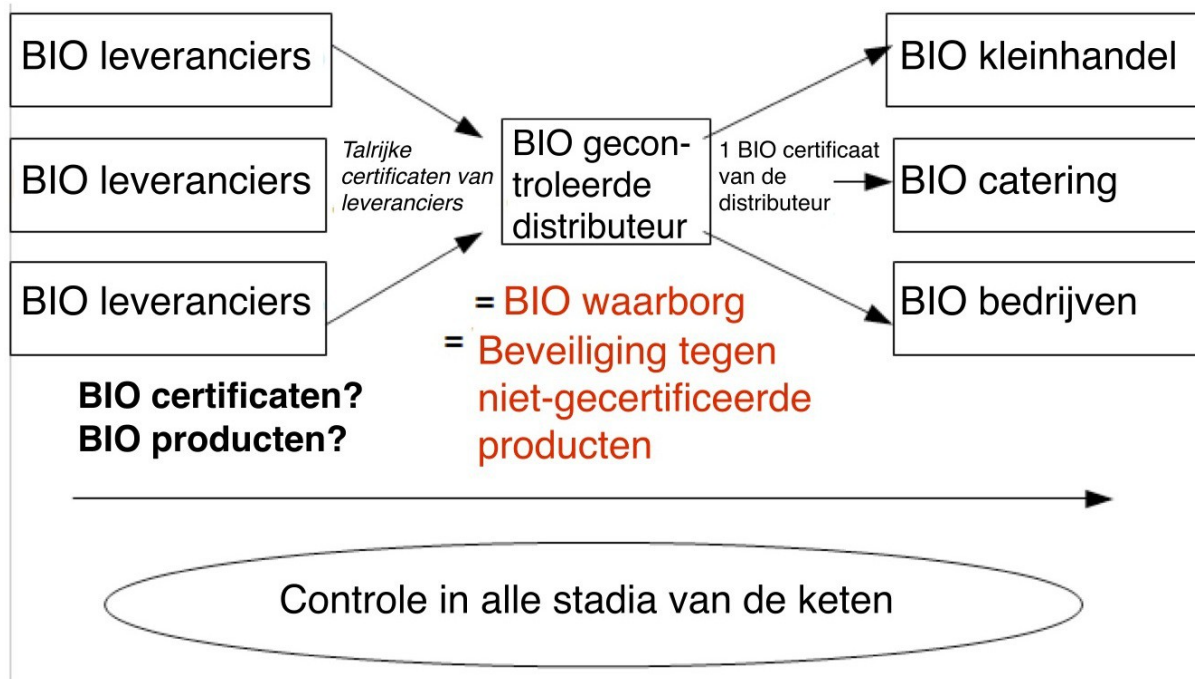 BIO leveranciers
BIO leveranciers
BIO leveranciers
Talrijke
certificaten van
leveranciers
BIO gecon-
troleerde
distributeur
1 BIO certificaat
van de
distributeur
BIO kleinhandel
BIO catering
BIO bedrijven
= BIO waarborg
= Beveiliging tegen
niet-gecertificeerde
producten
BIO certificaten?
BIO producten?
Controle in alle stadia van de keten